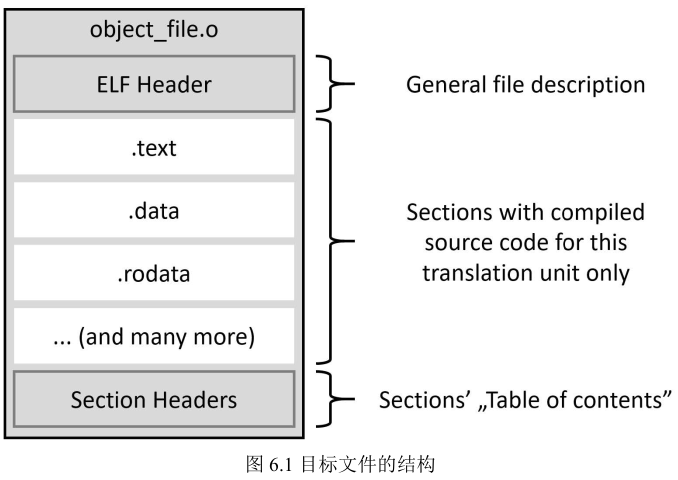 object_file.o
ELF Header
General file description
.text
.data
.rodata
... (and many more)
Sections with compiled
source code for this
translation unit only
Section Headers
Sections’ „Table of contents”
图 6.1 目标文件的结构